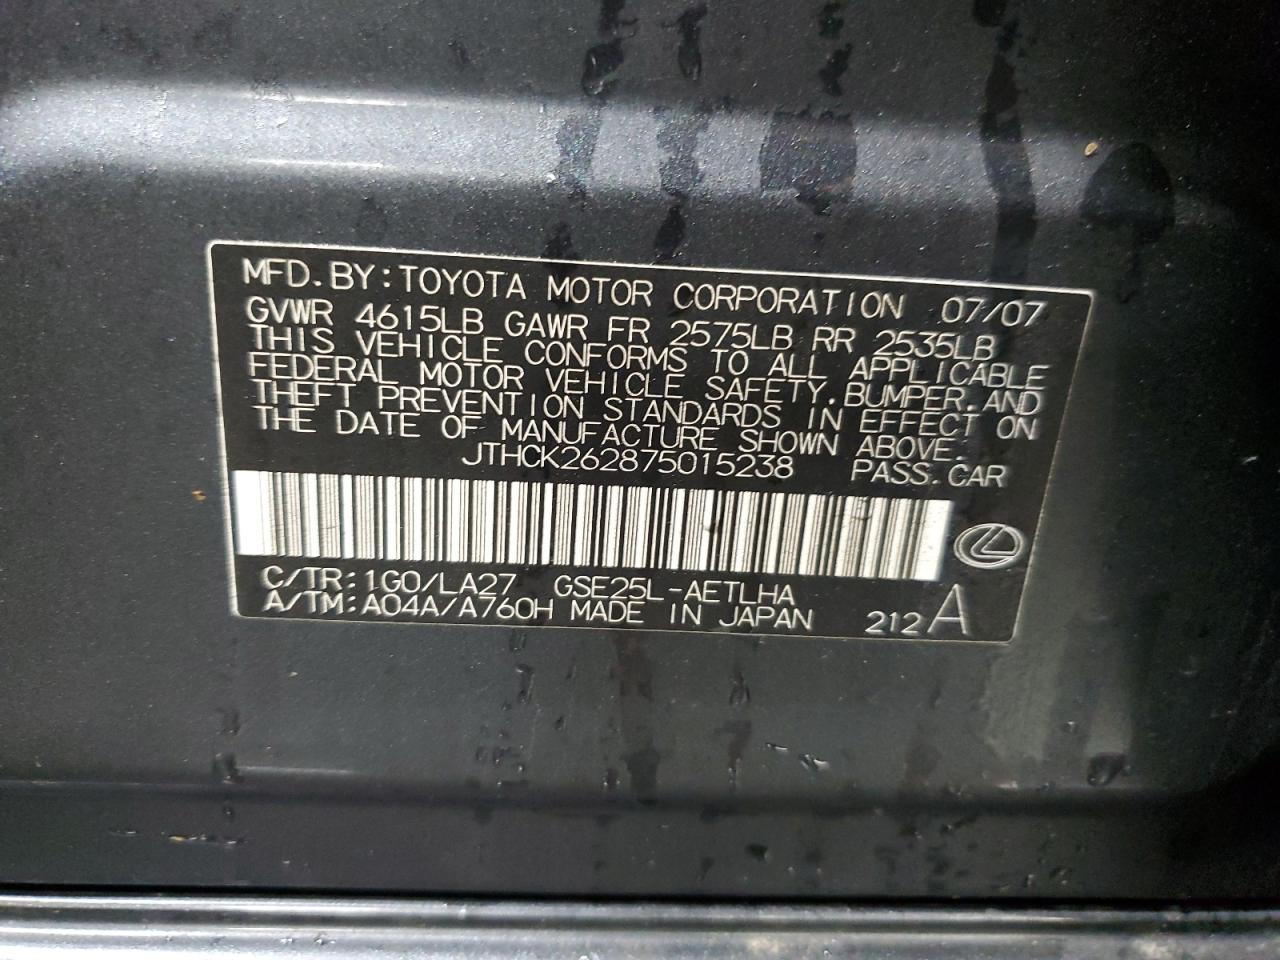 MFD. BY: TOYOTA MOTOR CORPORATION 07/07
GVWR 4615LB GAWR FR 2575LB RR 2535LB
THIS VEHICLE CONFORMS TO ALL APPLICABLE
FEDERAL MOTOR VEHICLE SAFETY, BUMPER, AND
THEFT PREVENTION STANDARDS IN EFFECT ON
THE DATE OF MANUFACTURE SHOWN ABOVE.
JTHCK262875015238 PASS. CAR
C/TR: 1G0/LA27 GSE25L-AETLHA
A/TM: A04A/A760H MADE IN JAPAN 212A